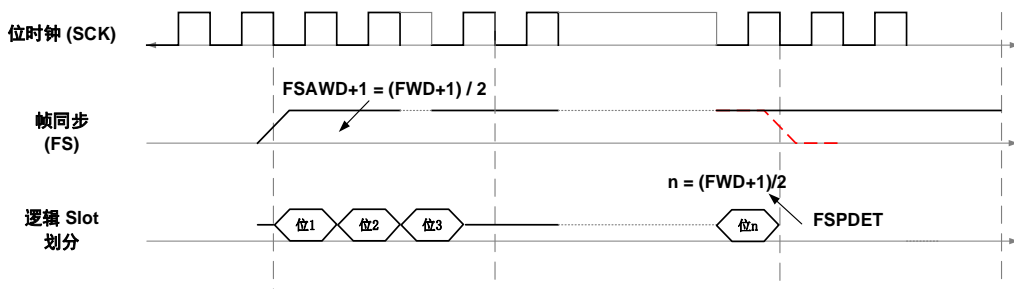 位时钟 (SCK)
FSAWD+1 = (FWD+1) / 2
帧同步
(FS)
n = (FWD+1)/2
逻辑 Slot
划分
位1
位2
位3
位n
FSPDET